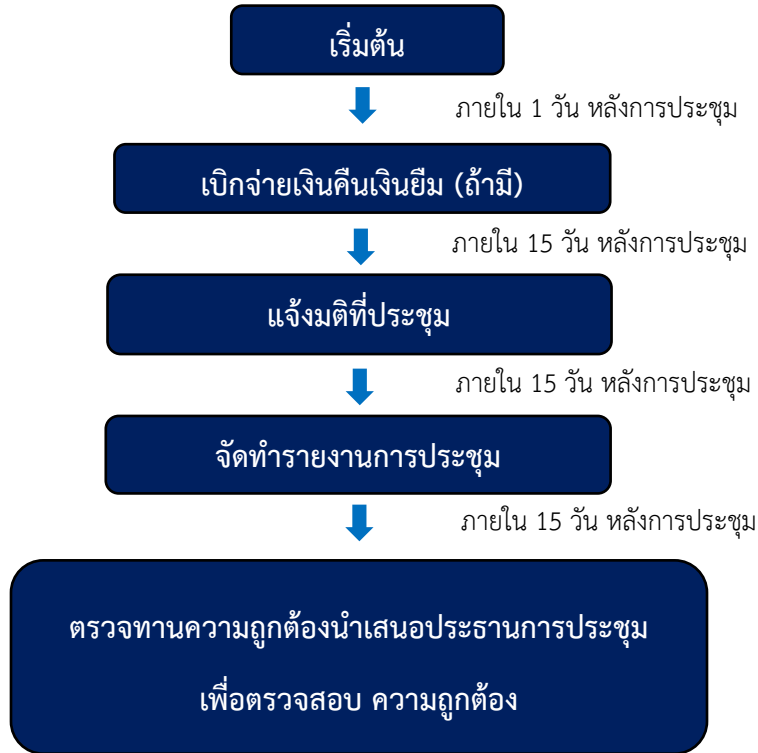 เริ่มต้น
ภายใน 1 วัน หลังการประชุม
เบิกจ่ายเงินคืนเงินยืม (ถ้ามี)
ภายใน 15 วัน หลังการประชุม
แจ้งมติที่ประชุม
ภายใน 15 วัน หลังการประชุม
จัดทำรายงานการประชุม
ภายใน 15 วัน หลังการประชุม
ตรวจทานความถูกต้องนำเสนอประธานการประชุม
เพื่อตรวจสอบ ความถูกต้อง